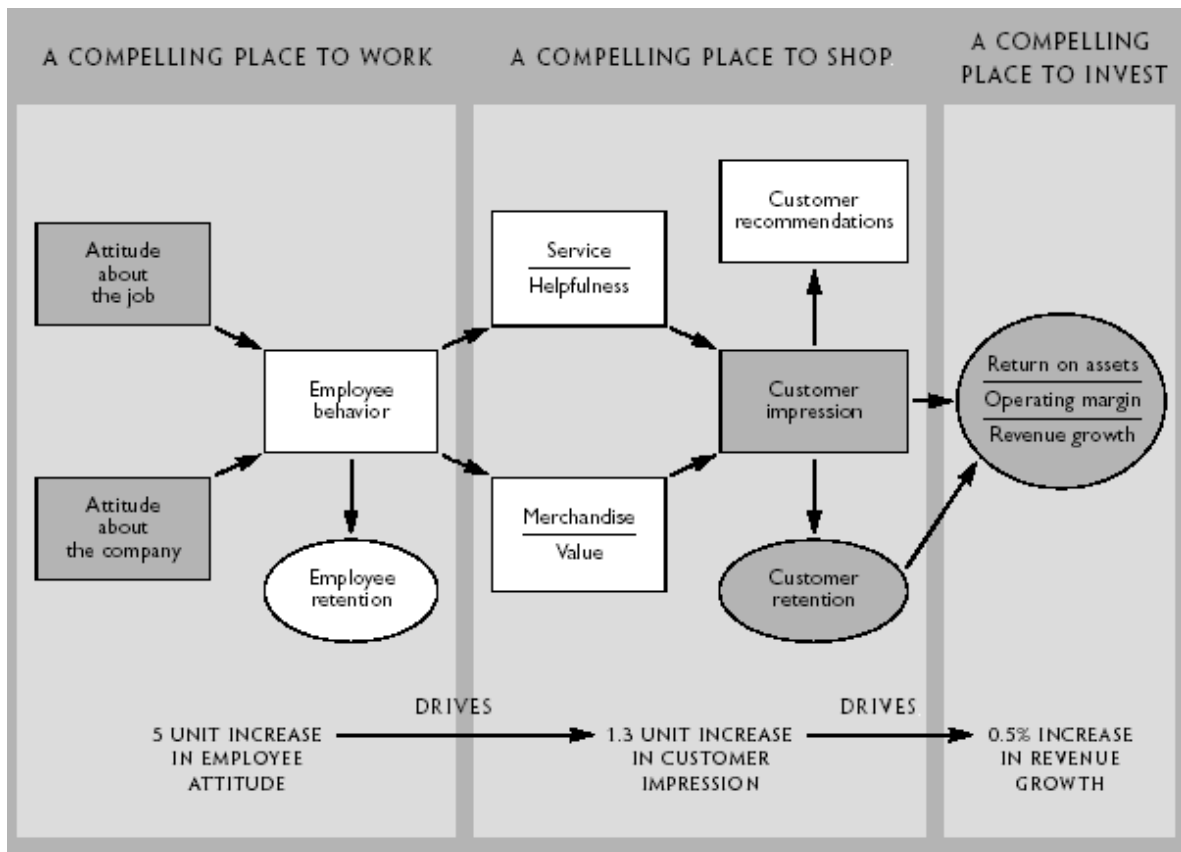 A COMPELLING PLACE TO WORK
A COMPELLING PLACE TO SHOP
A COMPELLING
PLACE TO INVEST
Attitude
about
the job
Attitude
about
the company
Employee
behavior
Employee
retention
Service
Helpfulness
Merchandise
Value
Customer
recommendations
Customer
impression
Customer
retention
Return on assets
Operating margin
Revenue growth
5 UNIT INCREASE
IN EMPLOYEE
ATTITUDE
DRIVES
1.3 UNIT INCREASE
IN CUSTOMER
IMPRESSION
DRIVES
0.5% INCREASE
IN REVENUE
GROWTH